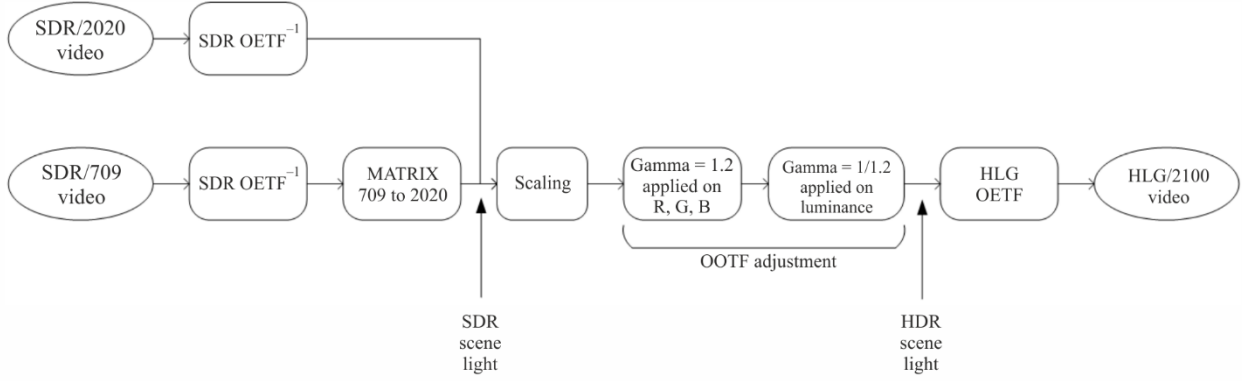 SDR/2020
video
SDR OETF⁻¹
SDR/709
video
SDR OETF⁻¹
MATRIX
709 to 2020
Scaling
Gamma = 1.2
applied on
R, G, B
Gamma = 1/1.2
applied on
luminance
HLG
OETF
HLG/2100
video
OOTF adjustment
SDR
scene
light
HDR
scene
light